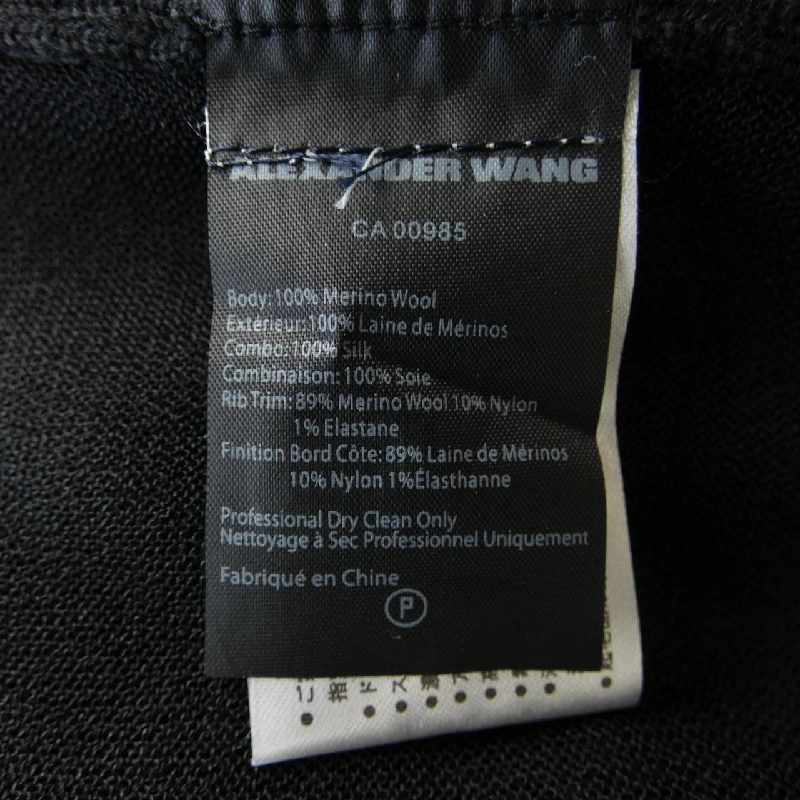 ALEXANDER WANG
CA 00985
Body:100% Merino Wool
Exterieur:100% Laine de Mérinos
Combo:100% Silk
Combinaison:100% Soie
Rib Trim:89% Merino Wool 10% Nylon
1% Elastane
Finition Bord Côte:89% Laine de Mérinos
10% Nylon 1%Élasthanne
Professional Dry Clean Only
Nettoyage à Sec Professionnel Uniquement
Fabriqué en Chine
P